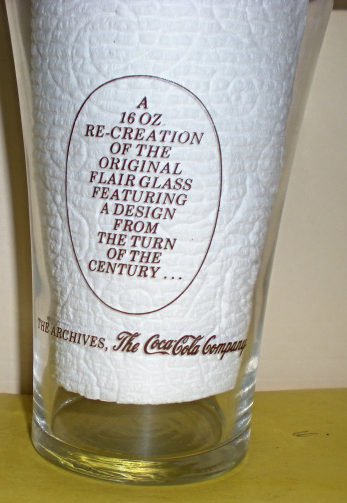 A
16 OZ.
RE-CREATION
OF THE
ORIGINAL
FLAIR GLASS
FEATURING
A DESIGN
FROM
THE TURN
OF THE
CENTURY...
THE ARCHIVES, The Coca-Cola Company